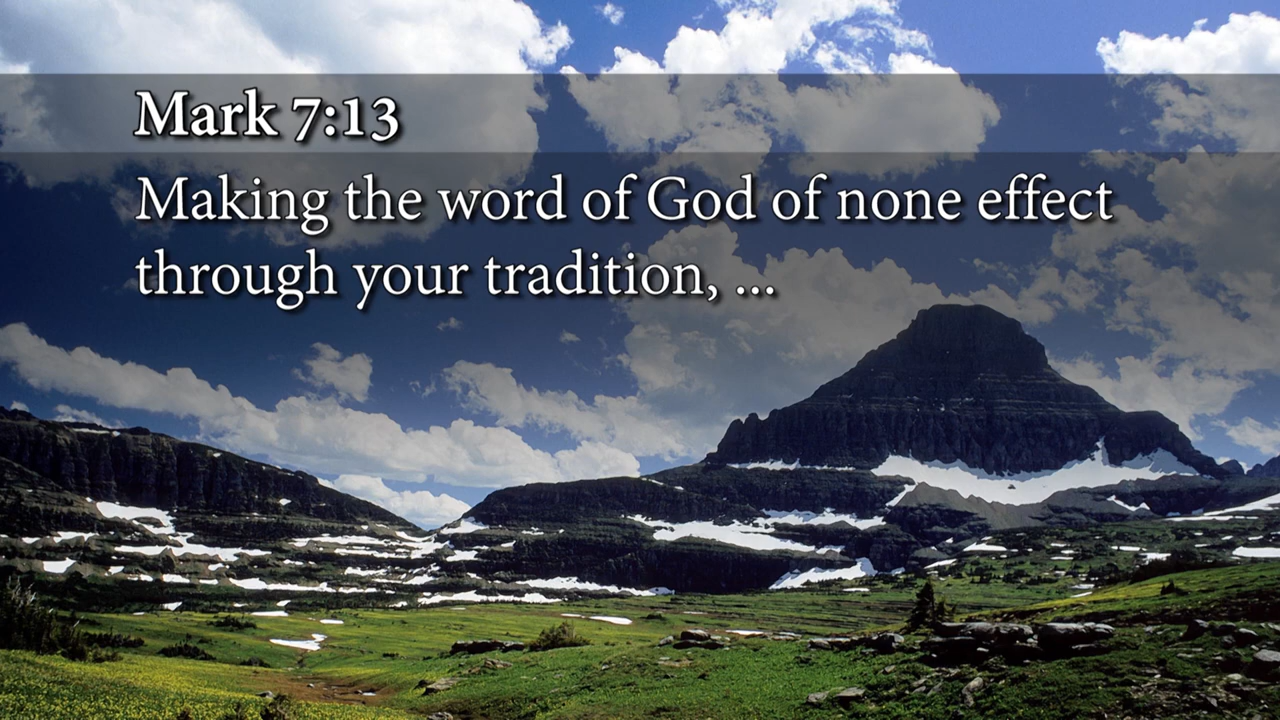 Mark 7:13
Making the word of God of none effect
through your tradition, ...